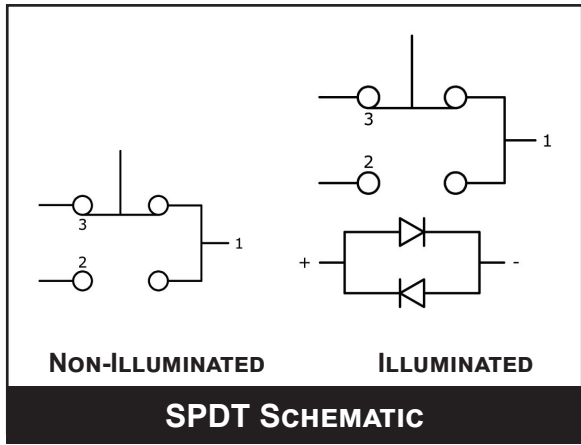 3
1
2
3
1
2
+ -
NON-ILLUMINATED
ILLUMINATED
SPDT SCHEMATIC